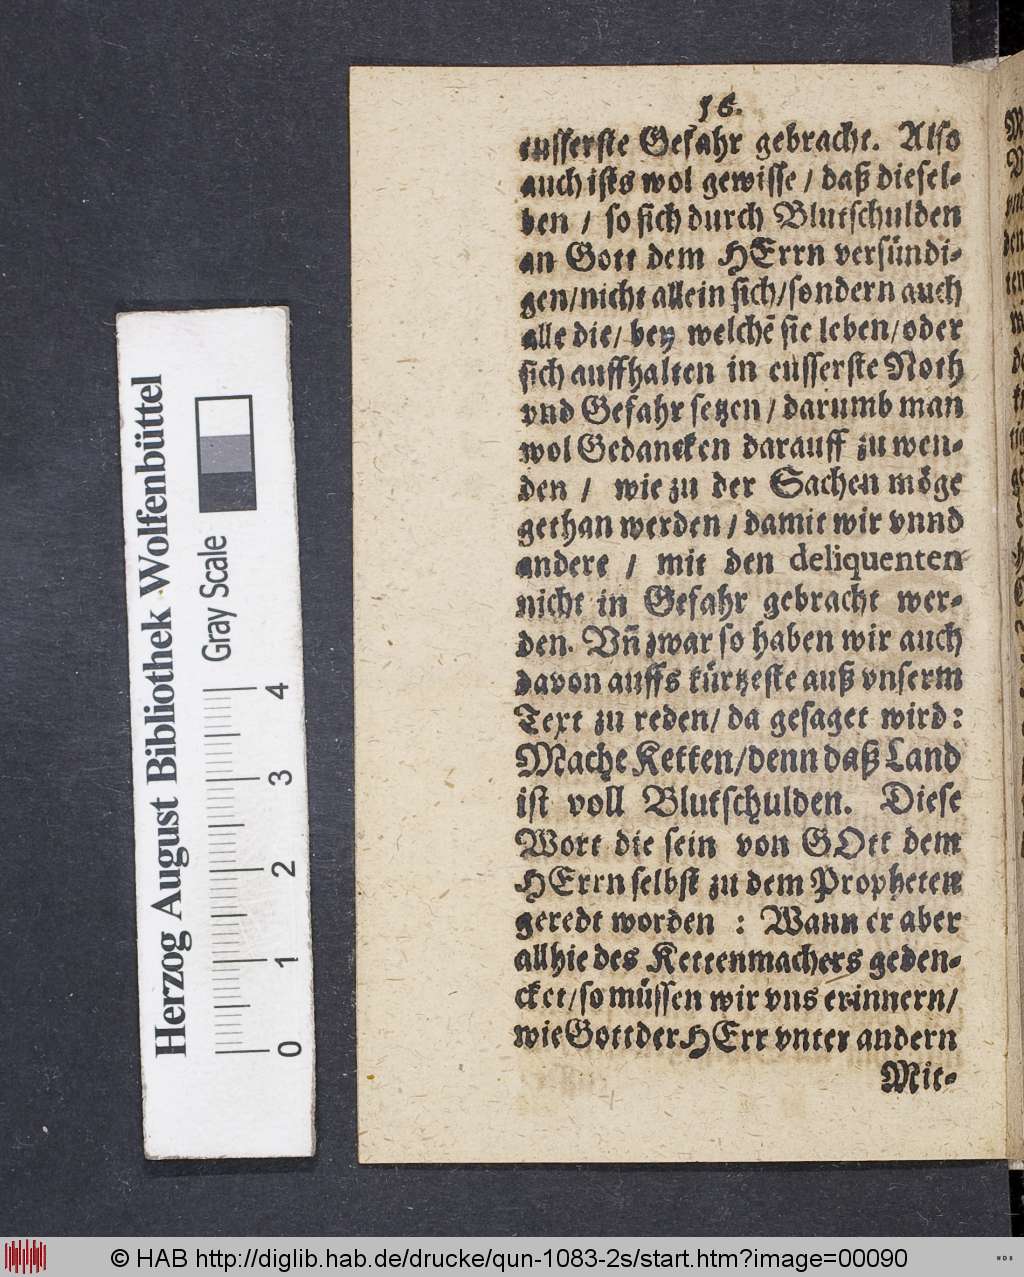 56.
eusserste Gefahr gebracht. Also
auch ists wol gewisse / daß diesel-
ben / so sich durch Blutschulden
an Gott dem HErrn versündi-
gen/nicht allein sich/sondern auch
alle die/ bey welchē sie leben/oder
sich auffhalten in eusserste Noth
vnd Gefahr setzen / darumb man
wol Gedancken darauff zu wen-
den / wie zu der Sachen möge
gethan werden / damit wir vnnd
andere / mit den deliquenten
nicht in Gefahr gebracht wer-
den. Vñ zwar so haben wir auch
davon auffs kürtzeste auß vnserm
Text zu reden/ da gesaget wird:
Mache Ketten/denn daß Land
ist voll Blutschulden. Diese
Wort die sein von GOtt dem
HErrn selbst zu dem Propheten
geredt worden : Wann er aber
allhie des Kettenmachers geden-
cket/so müssen wir vns erinnern/
wie Gott der HErr vnter andern
Mit-
Herzog August Bibliothek Wolfenbüttel
Gray Scale
0 1 2 3 4
© HAB http://diglib.hab.de/drucke/qun-1083-2s/start.htm?image=00090